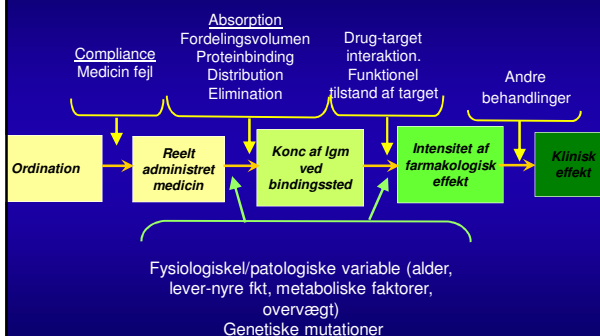 Absorption
Fordelingsvolumen
Proteinbinding
Distribution
Elimination
Compliance
Medicin fejl
Drug-target
interaktion.
Funktionel
tilstand af target
Andre
behandlinger
Ordination
Reelt
administret
medicin
Konc af lgm
ved
bindingssted
Intensitet af
farmakologisk
effekt
Klinisk
effekt
Fysiologiskel/patologiske variable (alder,
lever-nyre fkt, metaboliske faktorer,
overvægt)
Genetiske mutationer